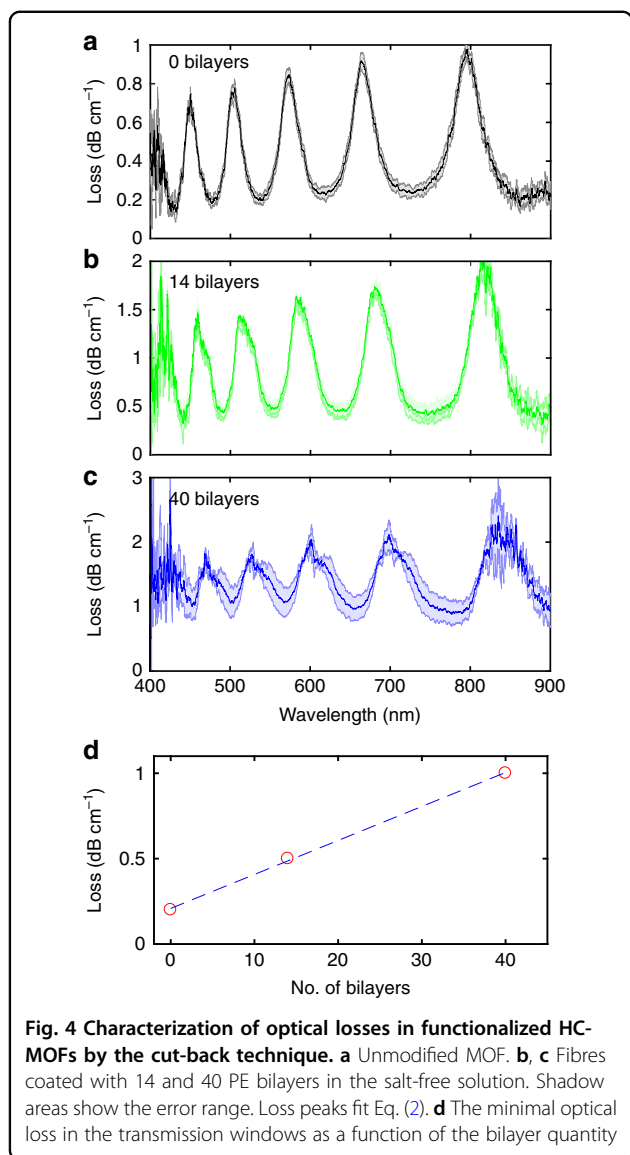 a
0 bilayers
1
0.8
0.6
0.4
0.2
0
Loss (dB cm⁻¹)
b
14 bilayers
2
1.5
1
0.5
0
Loss (dB cm⁻¹)
c
40 bilayers
3
2
1
0
Loss (dB cm⁻¹)
400 500 600 700 800 900
Wavelength (nm)
d
1
0.5
0
Loss (dB cm⁻¹)
0 10 20 30 40
No. of bilayers
Fig. 4 Characterization of optical losses in functionalized HC-
MOFs by the cut-back technique. a Unmodified MOF. b, c Fibres
coated with 14 and 40 PE bilayers in the salt-free solution. Shadow
areas show the error range. Loss peaks fit Eq. (2). d The minimal optical
loss in the transmission windows as a function of the bilayer quantity